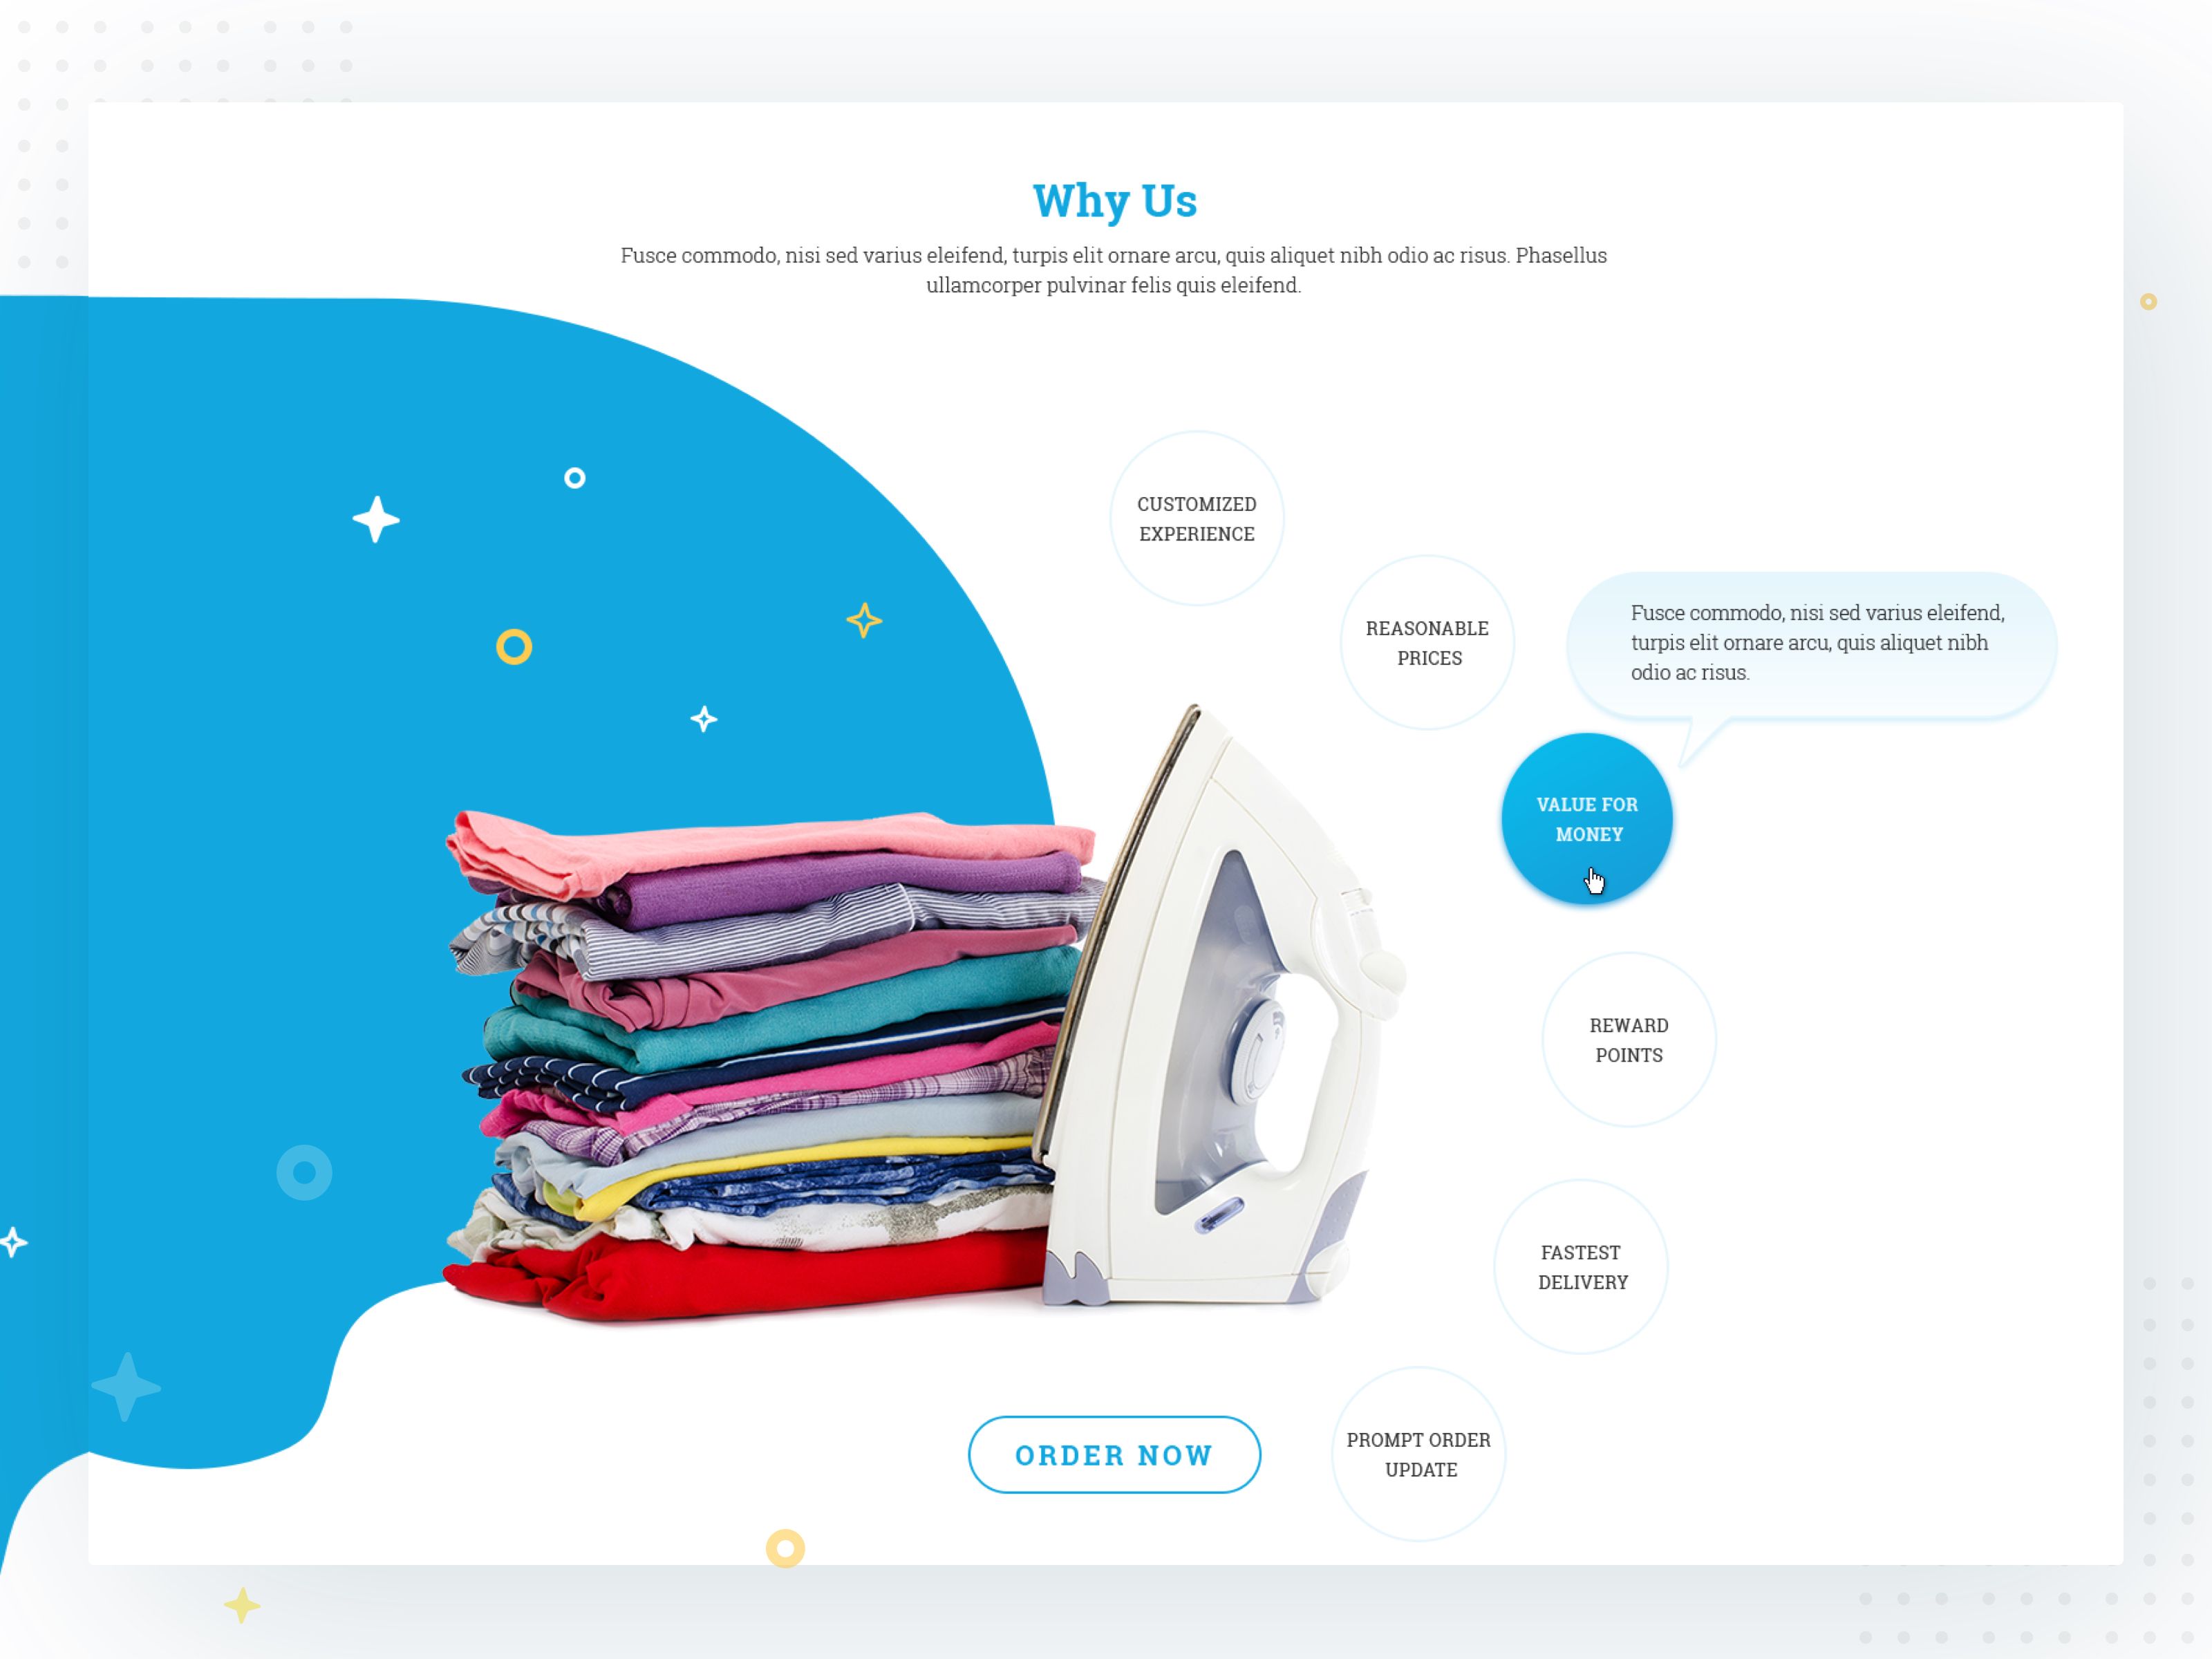 Why Us
Fusce commodo, nisi sed varius eleifend, turpis elit ornare arcu, quis aliquet nibh odio ac risus. Phasellus
ullamcorper pulvinar felis quis eleifend.
CUSTOMIZED
EXPERIENCE
REASONABLE
PRICES
Fusce commodo, nisi sed varius eleifend,
turpis elit ornare arcu, quis aliquet nibh
odio ac risus.
VALUE FOR
MONEY
REWARD
POINTS
FASTEST
DELIVERY
PROMPT ORDER
UPDATE
ORDER NOW